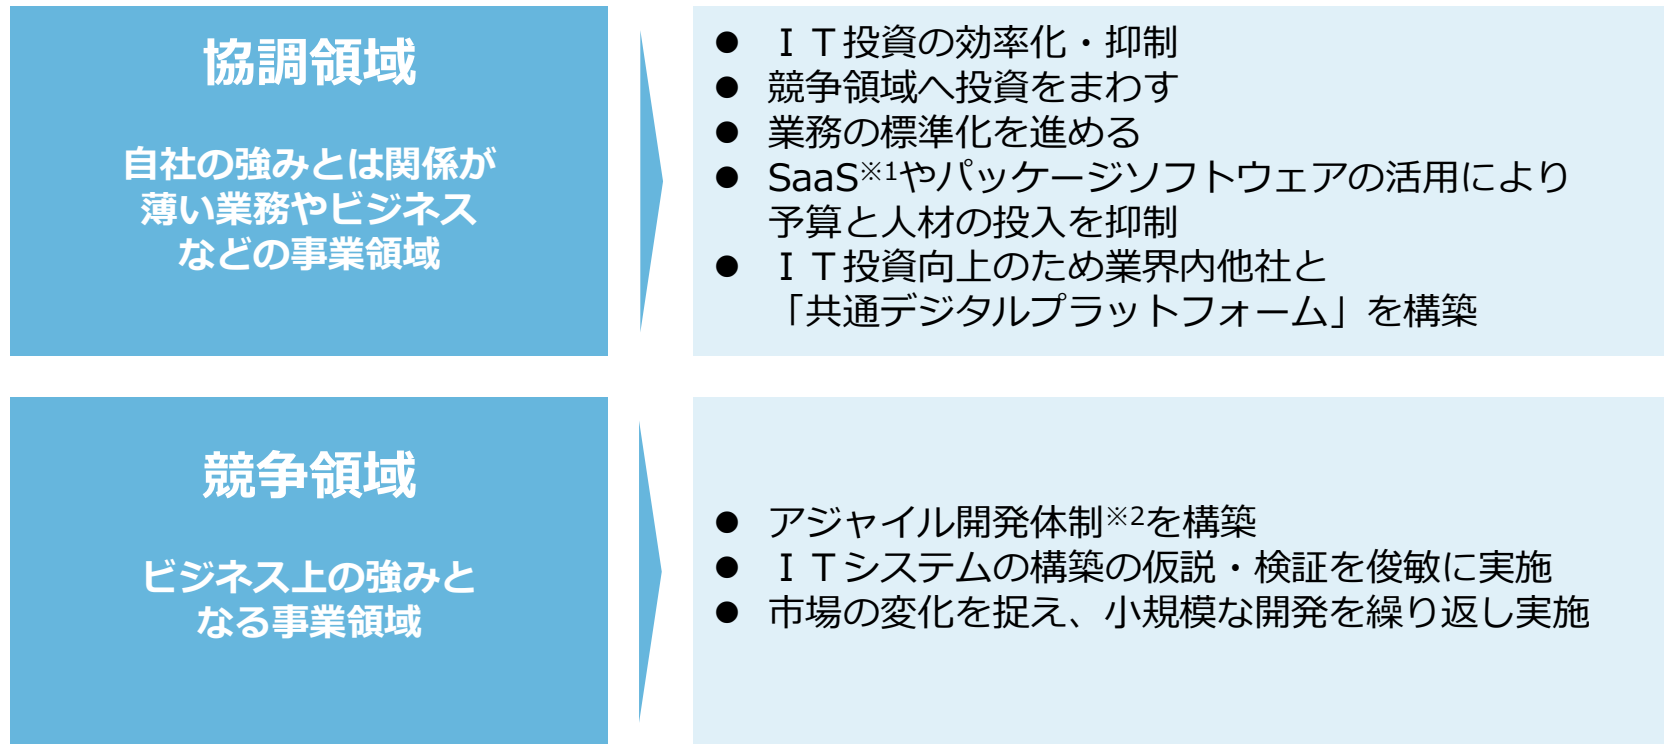 協調領域
自社の強みとは関係が
薄い業務やビジネス
などの事業領域
● ＩＴ投資の効率化・抑制
● 競争領域へ投資をまわす
● 業務の標準化を進める
● SaaS※1やパッケージソフトウェアの活用により
予算と人材の投入を抑制
● ＩＴ投資向上のため業界内他社と
「共通デジタルプラットフォーム」を構築
競争領域
ビジネス上の強みと
なる事業領域
● アジャイル開発体制※2を構築
● ＩＴシステムの構築の仮説・検証を俊敏に実施
● 市場の変化を捉え、小規模な開発を繰り返し実施